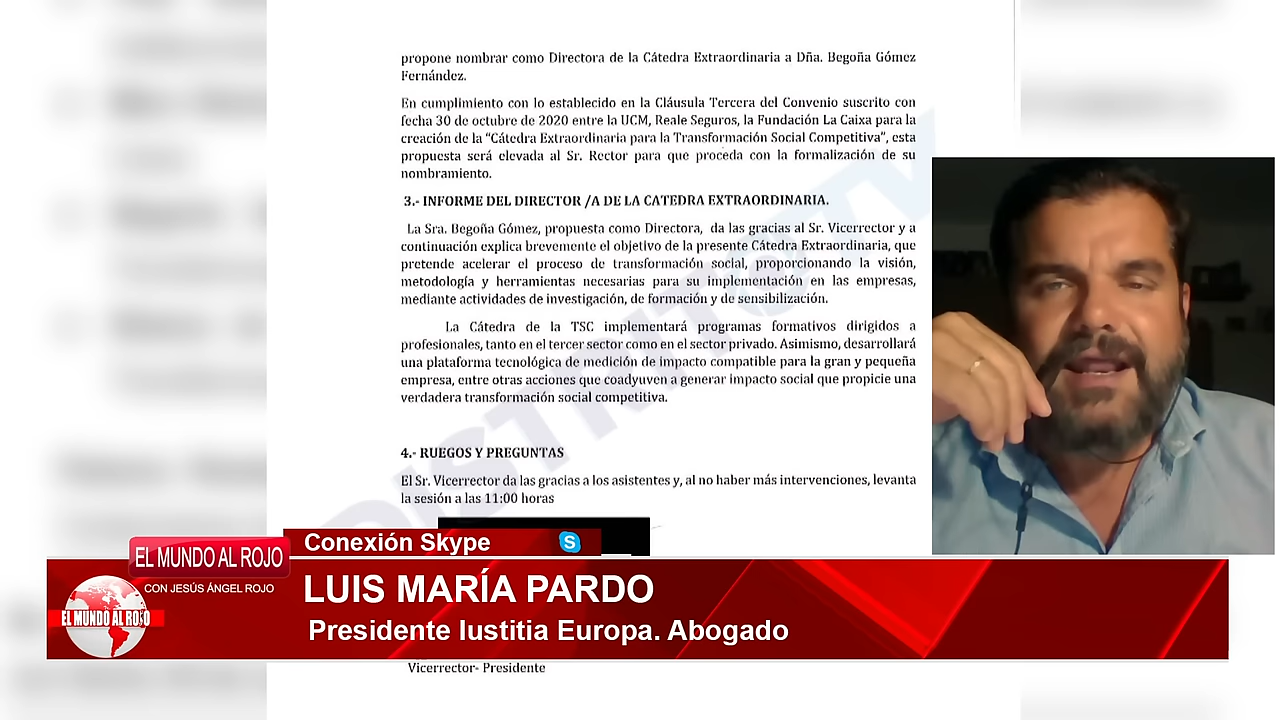 propone nombrar como Directora de la Cátedra Extraordinaria a Dña. Begoña Gómez
Fernández.
En cumplimiento con lo establecido en la Cláusula Tercera del Convenio suscrito con
fecha 30 de octubre de 2020 entre la UCM, Reale Seguros, la Fundación La Caixa para la
creación de la “Cátedra Extraordinaria para la Transformación Social Competitiva”, esta
propuesta será elevada al Sr. Rector para que proceda con la formalización de su
nombramiento.
3.- INFORME DEL DIRECTOR /A DE LA CATEDRA EXTRAORDINARIA.
La Sra. Begoña Gómez, propuesta como Directora, da las gracias al Sr. Vicerrector y a
continuación explica brevemente el objetivo de la presente Cátedra Extraordinaria, que
pretende acelerar el proceso de transformación social, proporcionando la visión,
metodología y herramientas necesarias para su implementación en las empresas,
mediante actividades de investigación, de formación y de sensibilización.
La Cátedra de la TSC implementará programas formativos dirigidos a
profesionales, tanto en el tercer sector como en el sector privado. Asimismo, desarrollará
una plataforma tecnológica de medición de impacto compatible para la gran y pequeña
empresa, entre otras acciones que coadyuven a generar impacto social que propicie una
verdadera transformación social competitiva.
4.- RUEGOS Y PREGUNTAS
El Sr. Vicerrector da las gracias a los asistentes y, al no haber más intervenciones, levanta
la sesión a las 11:00 horas
DISTRITOTV
Conexión Skype
EL MUNDO AL ROJO
CON JESÚS ÁNGEL ROJO
EL MUNDO AL ROJO
LUIS MARÍA PARDO
Presidente Iustitia Europa. Abogado
Vicerrector- Presidente